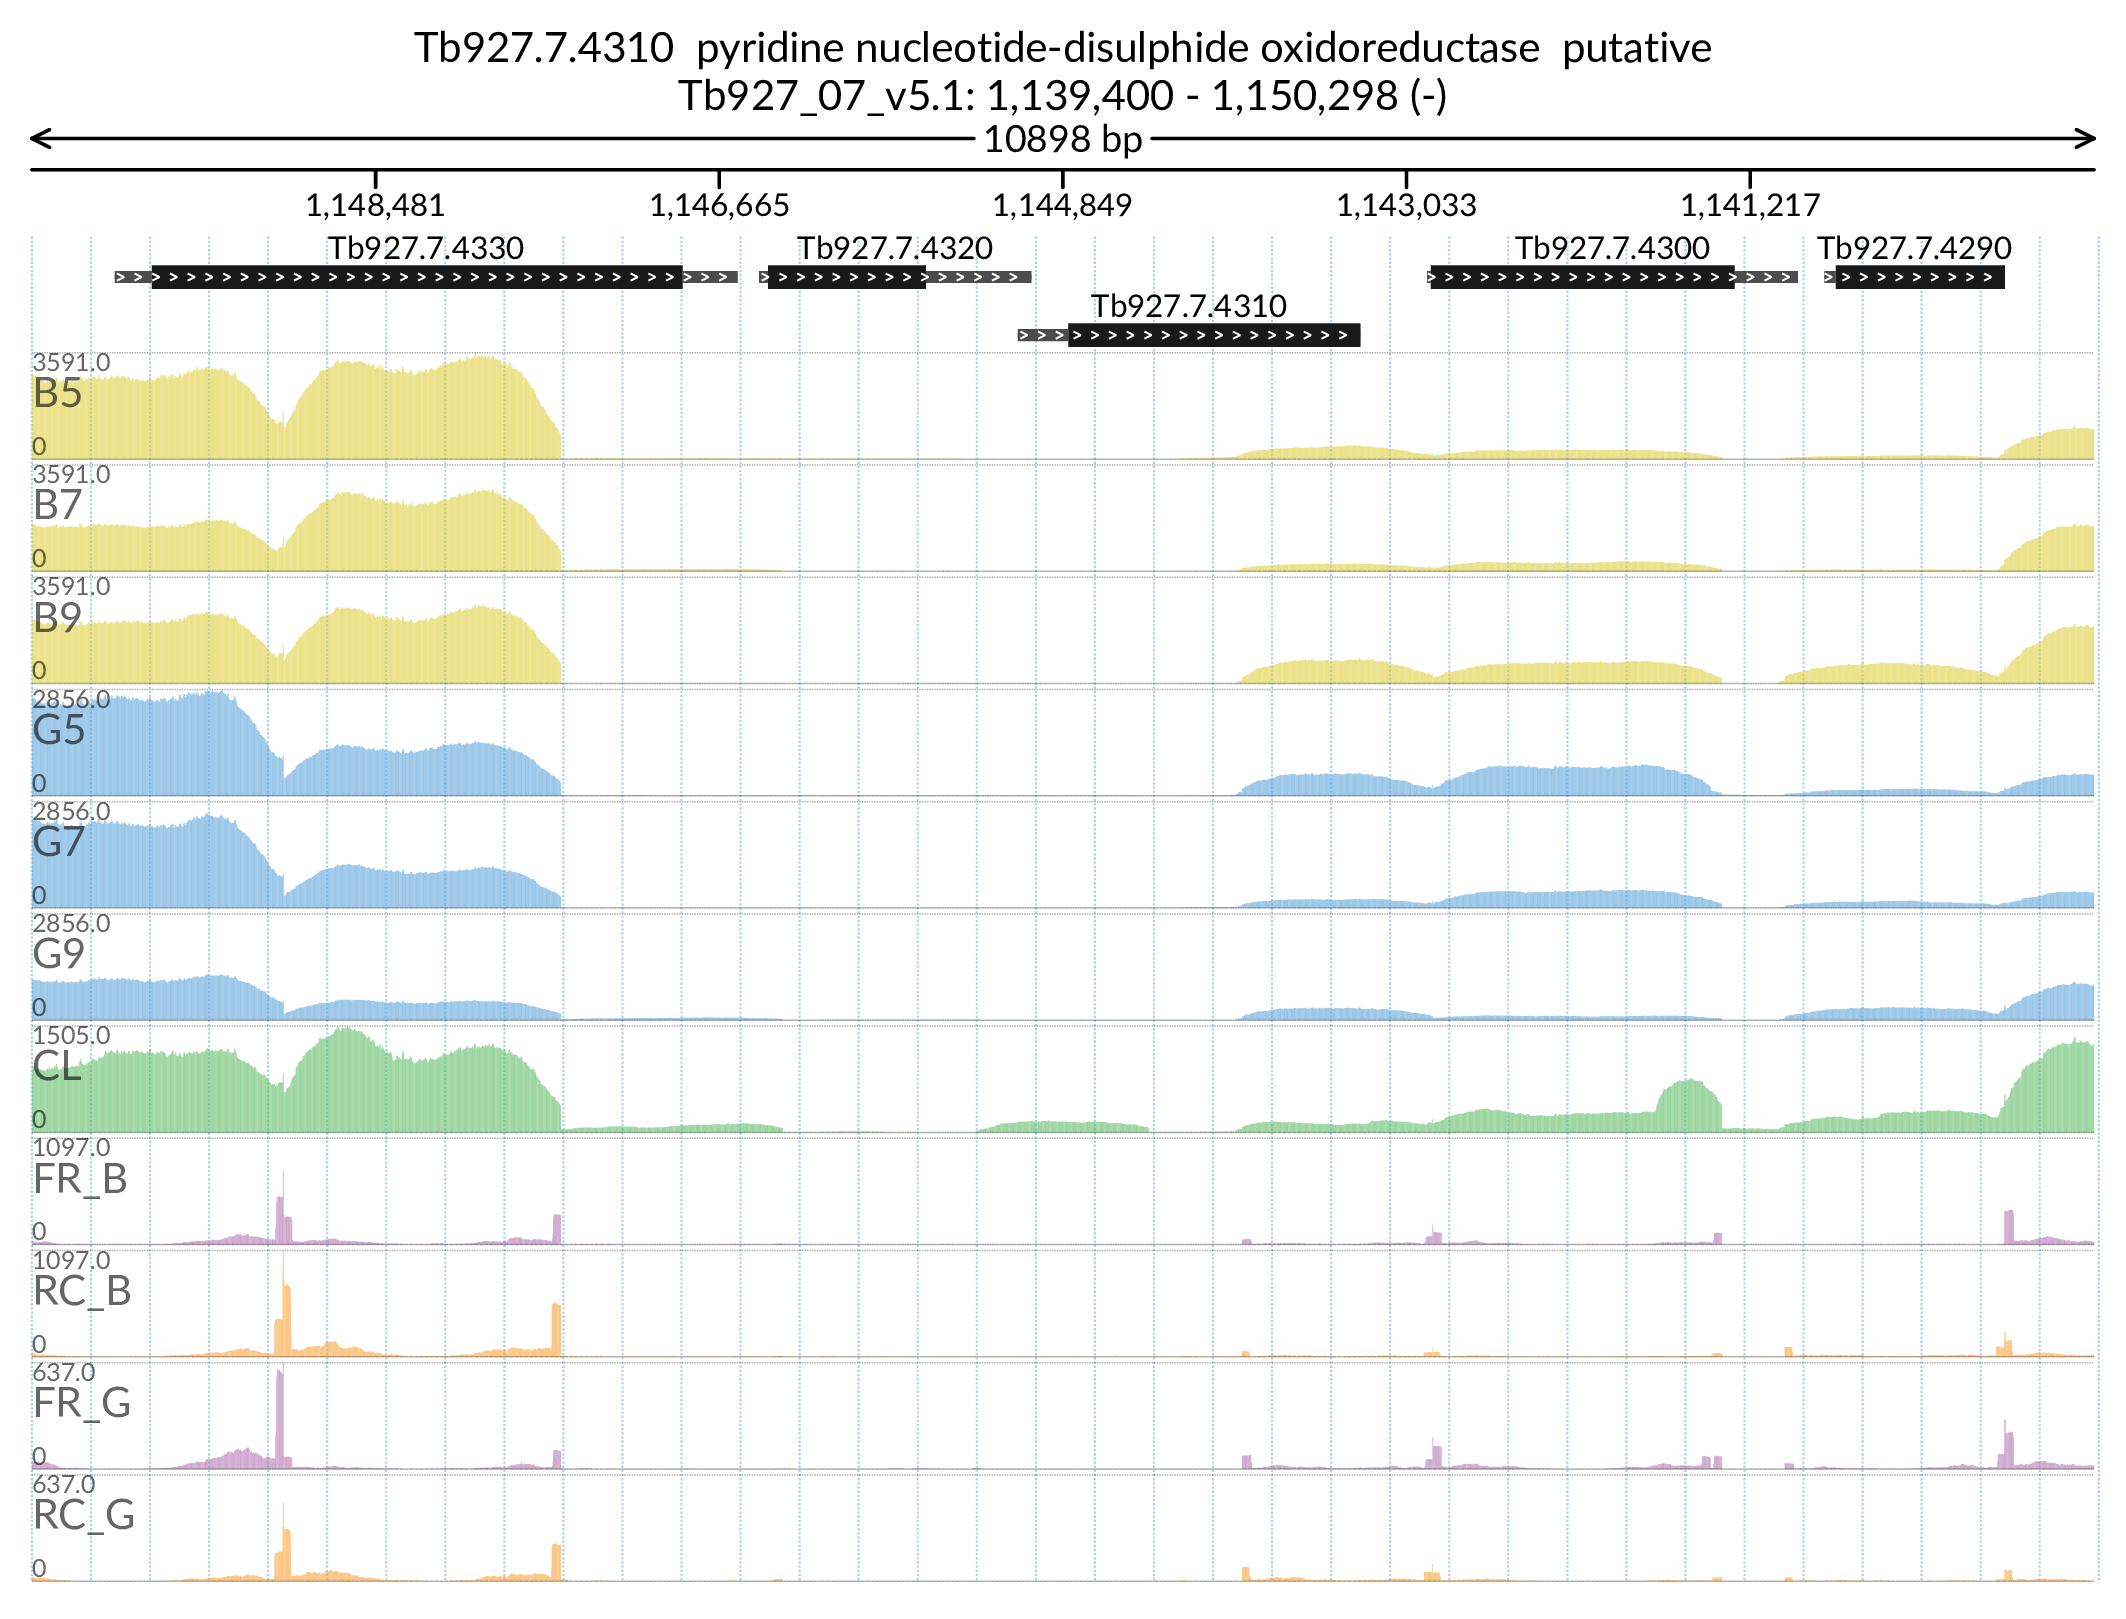 Tb927.7.4310  pyridine nucleotide-disulphide oxidoreductase  putative
Tb927_07_v5.1: 1,139,400 - 1,150,298 (-)
10898 bp
1,148,481 1,146,665 1,144,849 1,143,033 1,141,217
Tb927.7.4330 Tb927.7.4320 Tb927.7.4300 Tb927.7.4290
Tb927.7.4310
3591.0
B5
0
3591.0
B7
0
3591.0
B9
0
2856.0
G5
0
2856.0
G7
0
2856.0
G9
0
1505.0
CL
0
1097.0
FR_B
0
1097.0
RC_B
0
637.0
FR_G
0
637.0
RC_G
0